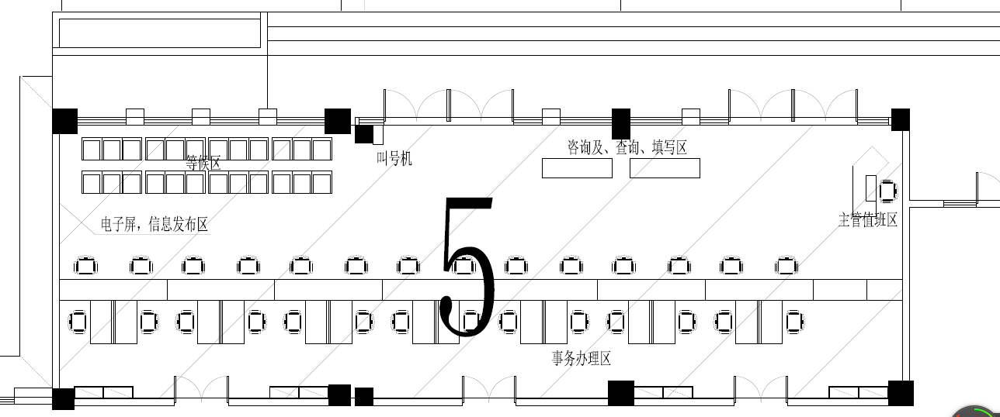 咨询及、查询、填写区
等候区
叫号机
5
主管值班区
电子屏，信息发布区
事务办理区